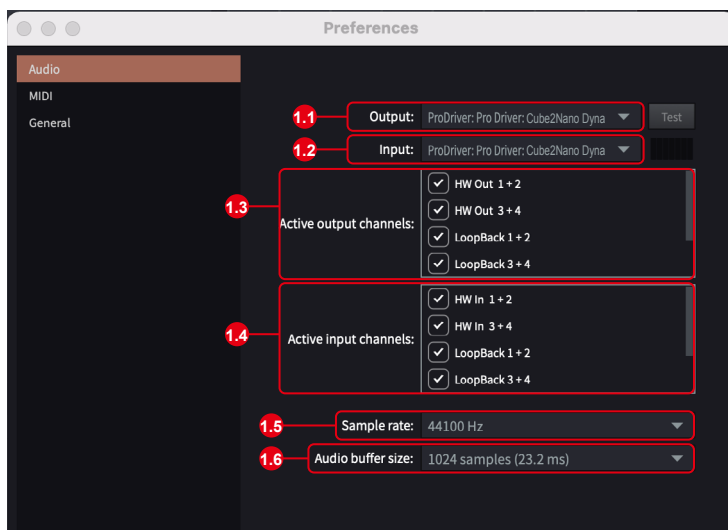 Preferences
Audio
MIDI
General
1.1 Output: ProDriver: Pro Driver: Cube2Nano Dyna Test
1.2 Input: ProDriver: Pro Driver: Cube2Nano Dyna
1.3 Active output channels:
HW Out 1 + 2
HW Out 3 + 4
LoopBack 1 + 2
LoopBack 3 + 4
1.4 Active input channels:
HW In 1 + 2
HW In 3 + 4
LoopBack 1 + 2
LoopBack 3 + 4
1.5 Sample rate: 44100 Hz
1.6 Audio buffer size: 1024 samples (23.2 ms)